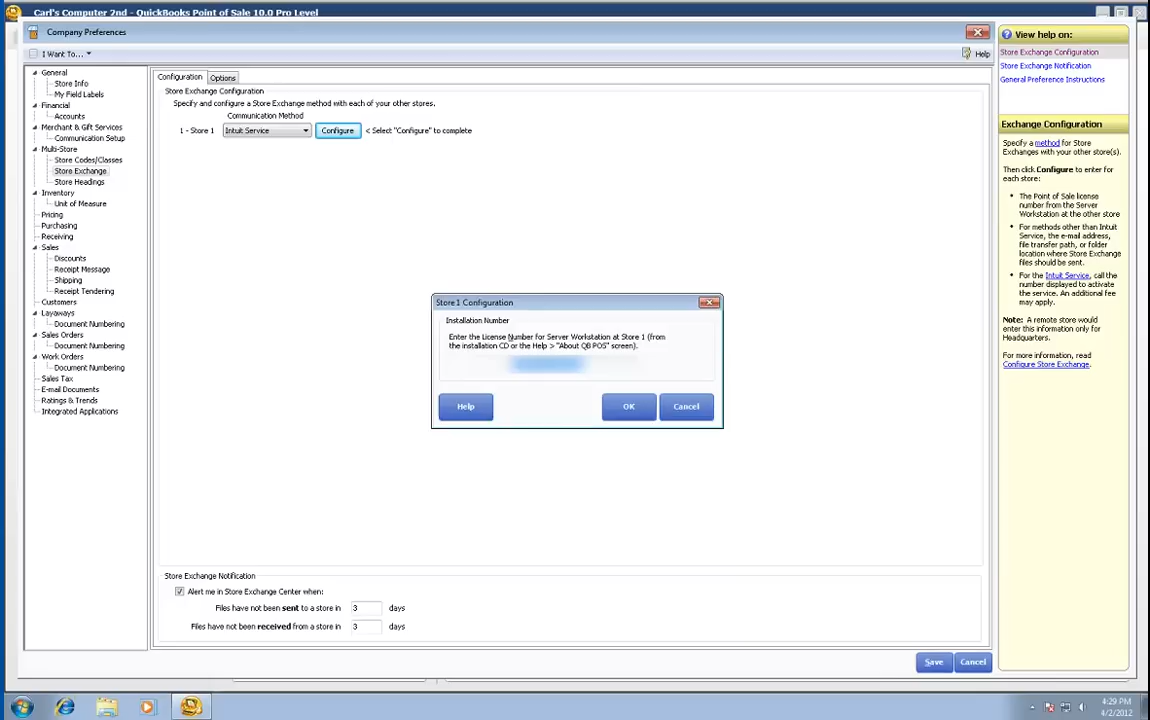 Carl's Computer 2nd - QuickBooks Point of Sale 10.0 Pro Level
Company Preferences
I Want To...
Help
General
Store Info
My Field Labels
Financial
Accounts
Merchant & Gift Services
Communication Setup
Multi-Store
Store Codes/Classes
Store Exchange
Store Headings
Inventory
Unit of Measure
Pricing
Purchasing
Receiving
Sales
Discounts
Receipt Message
Shipping
Receipt Tendering
Customers
Layaways
Document Numbering
Sales Orders
Document Numbering
Work Orders
Document Numbering
Sales Tax
E-mail Documents
Ratings & Trends
Integrated Applications
Configuration
Options
Store Exchange Configuration
Specify and configure a Store Exchange method with each of your other stores.
Communication Method
1 - Store 1
Intuit Service
Configure
< Select "Configure" to complete
Store 1 Configuration
Installation Number
Enter the License Number for Server Workstation at Store 1 (from
the installation CD or the Help > "About QB POS" screen).
Help
OK
Cancel
Store Exchange Notification
Alert me in Store Exchange Center when:
Files have not been sent to a store in 3 days
Files have not been received from a store in 3 days
Save
Cancel
View help on:
Store Exchange Configuration
Store Exchange Notification
General Preference Instructions
Exchange Configuration
Specify a method for Store
Exchanges with your other store(s).
Then click Configure to enter for
each store:
• The Point of Sale license
number from the Server
Workstation at the other store
• For methods other than Intuit
Service, the e-mail address,
file transfer path, or folder
location where Store Exchange
files should be sent.
• For the Intuit Service, call the
number displayed to activate
the service. An additional fee
may apply.
Note: A remote store would
enter this information only for
Headquarters.
For more information, read
Configure Store Exchange.
4:29 PM
4/2/2012